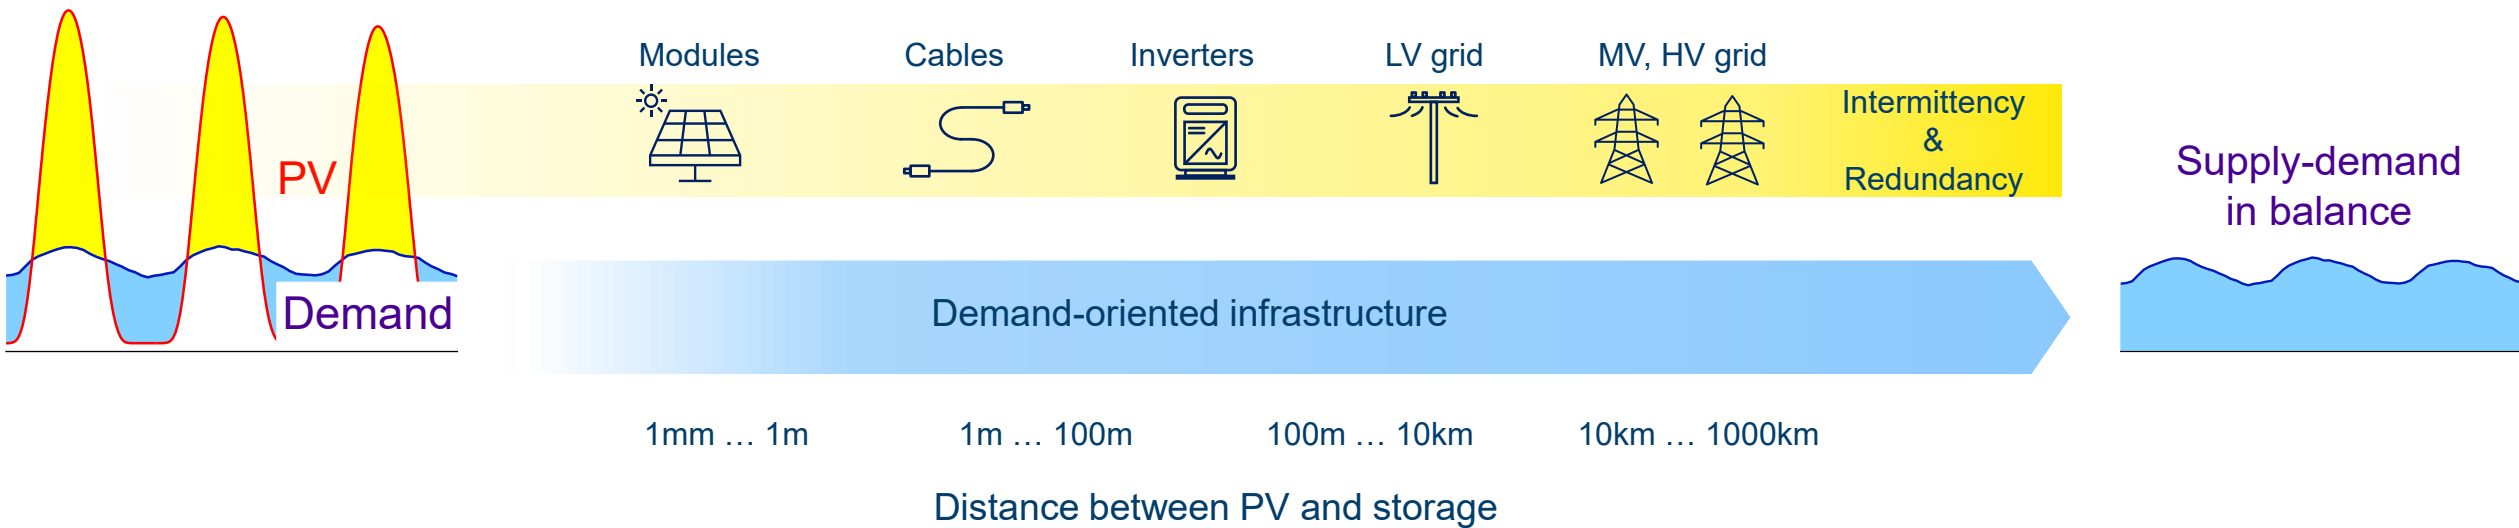 Modules
Cables
Inverters
LV grid
MV, HV grid
Intermittency
&
Redundancy
PV
Demand
Supply-demand
in balance
Demand-oriented infrastructure
1mm … 1m
1m … 100m
100m … 10km
10km … 1000km
Distance between PV and storage